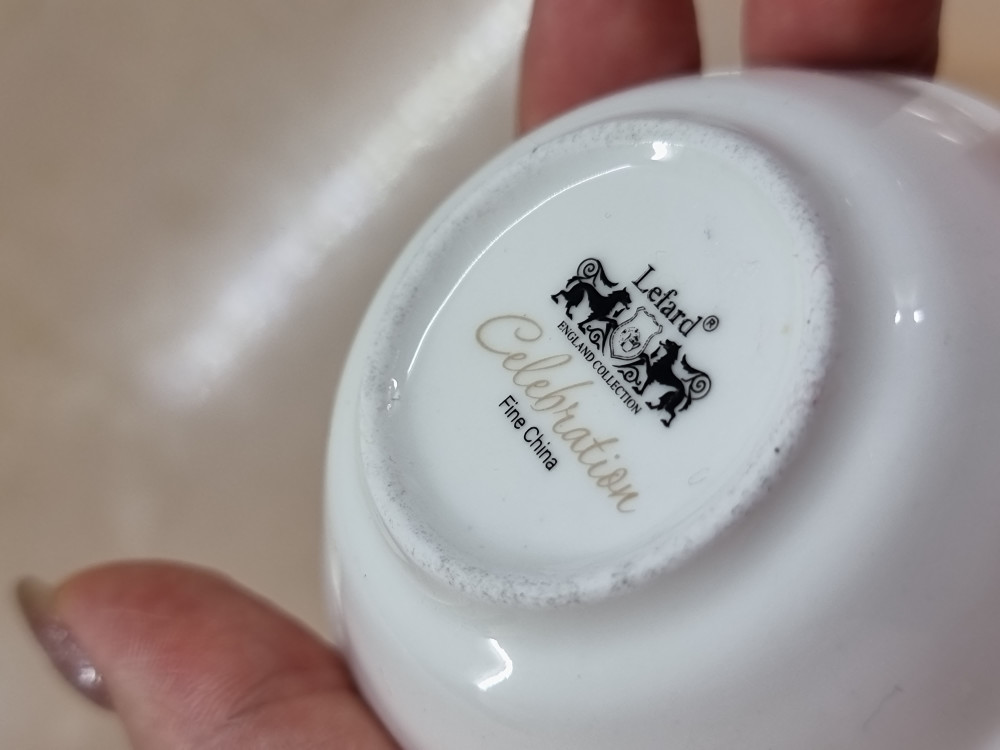 Lefard®
ENGLAND COLLECTION
Celebration
Fine China